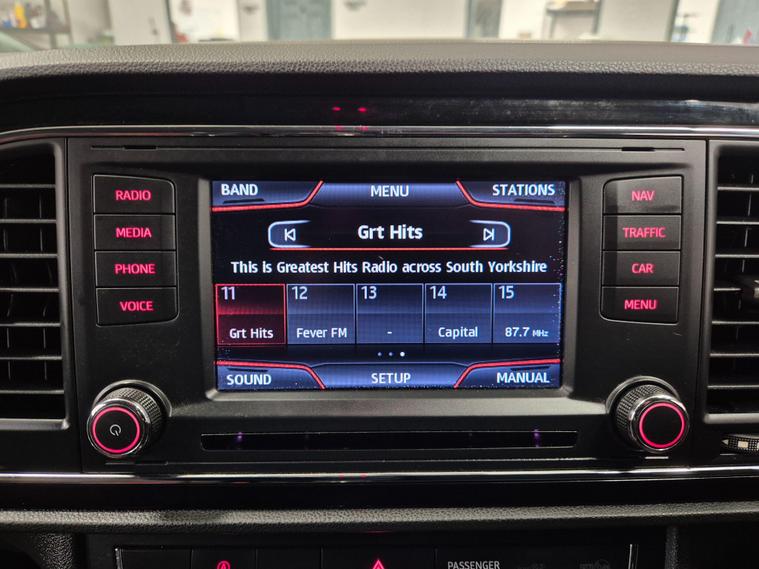 BAND MENU STATIONS
RADIO NAV
Grt Hits
MEDIA TRAFFIC
This is Greatest Hits Radio across South Yorkshire
PHONE CAR
11 12 13 14 15
VOICE MENU
Grt Hits Fever FM - Capital 87.7 MHz
SOUND SETUP MANUAL
PASSENGER